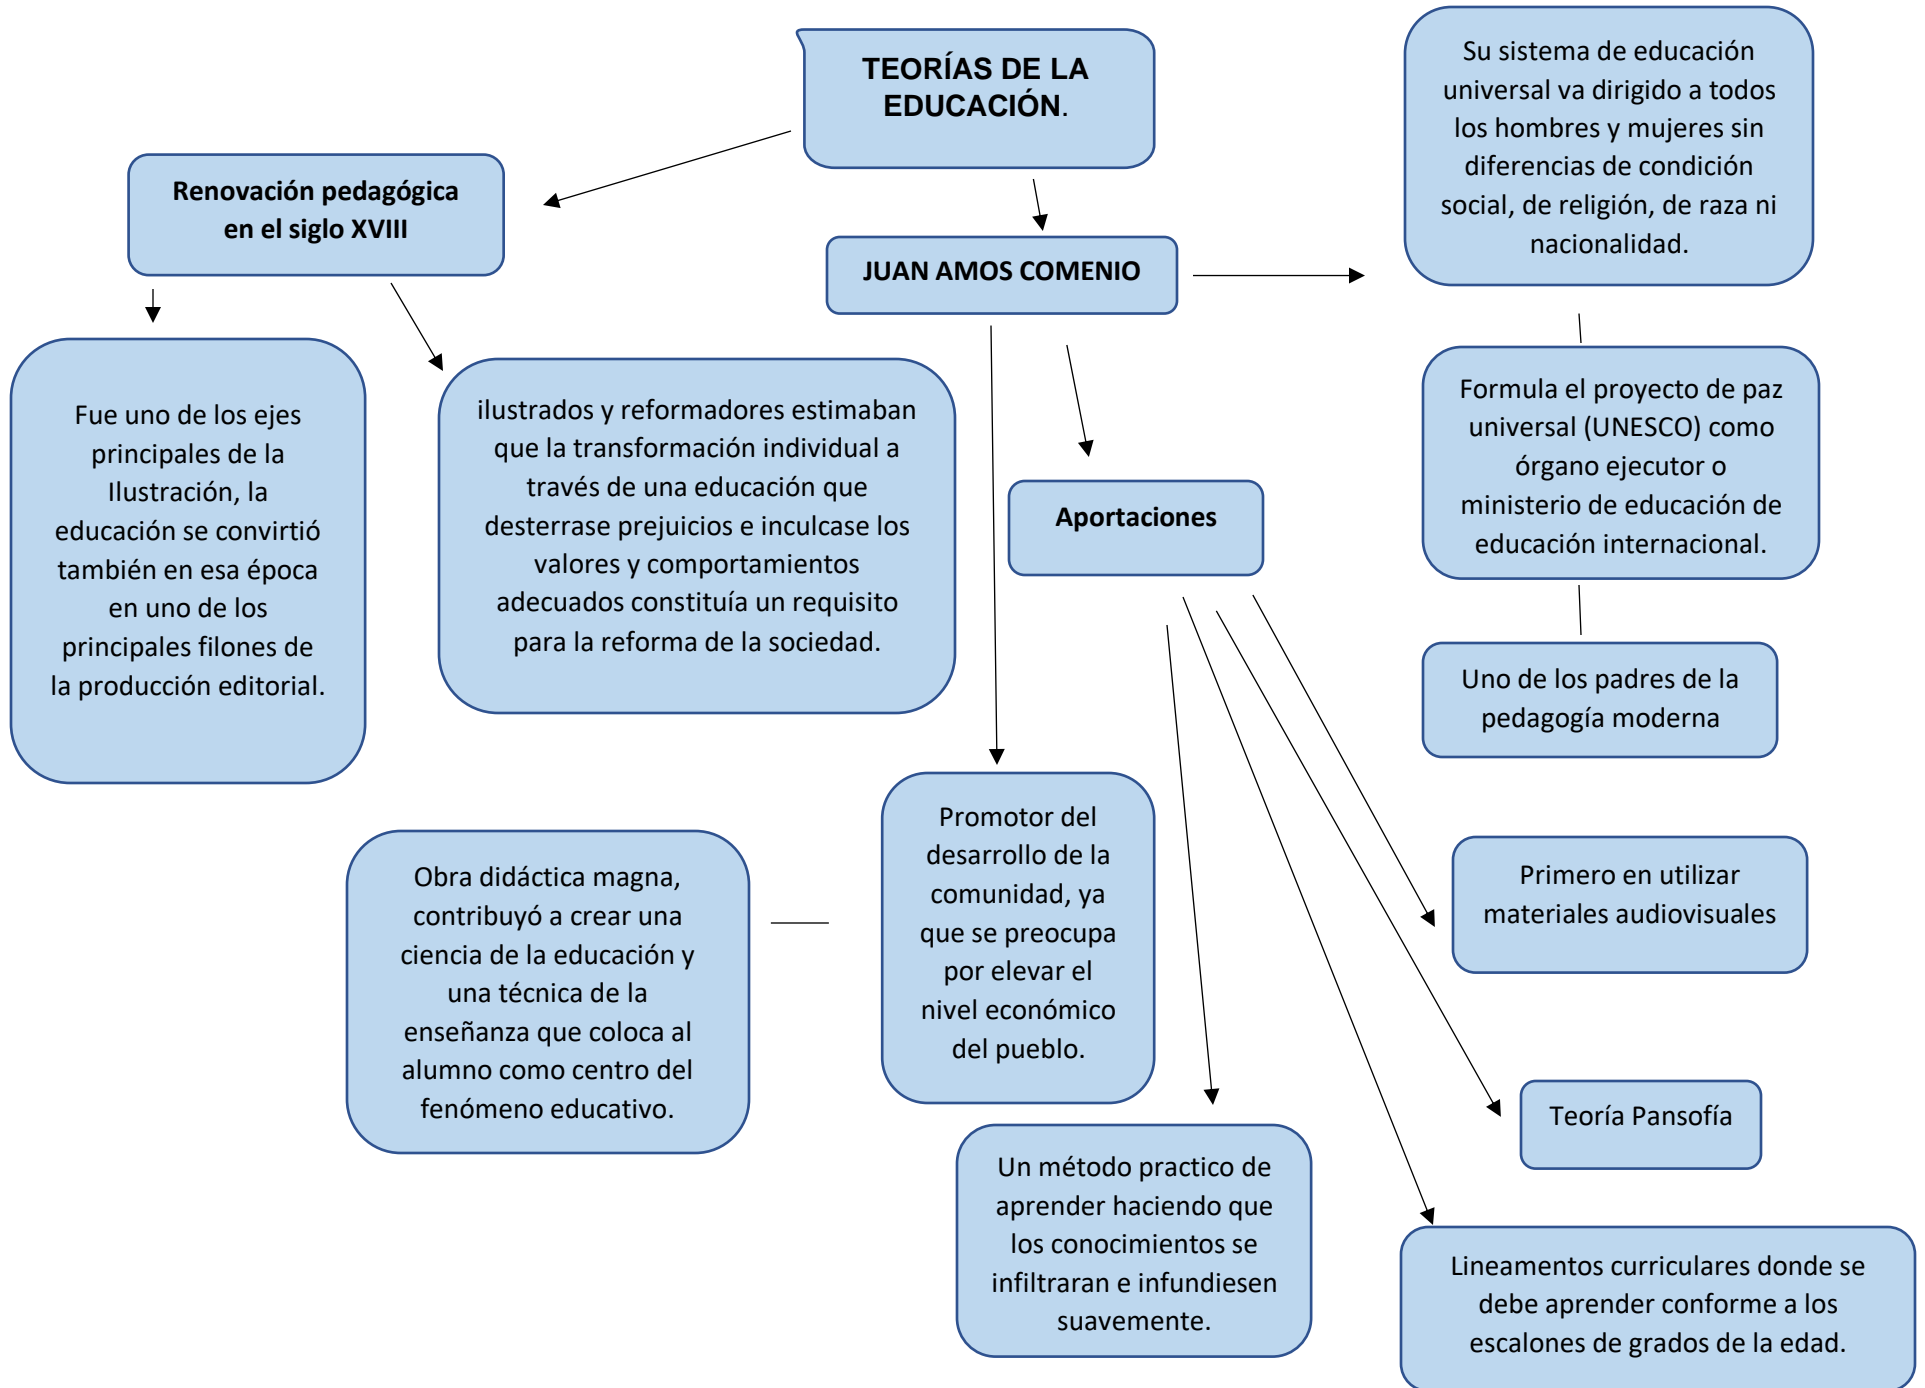 TEORÍAS DE LA
EDUCACIÓN.
Renovación pedagógica
en el siglo XVIII
JUAN AMOS COMENIO
Su sistema de educación
universal va dirigido a todos
los hombres y mujeres sin
diferencias de condición
social, de religión, de raza ni
nacionalidad.
Fue uno de los ejes
principales de la
Ilustración, la
educación se convirtió
también en esa época
en uno de los
principales filones de
la producción editorial.
ilustrados y reformadores estimaban
que la transformación individual a
través de una educación que
desterrase prejuicios e inculcase los
valores y comportamientos
adecuados constituía un requisito
para la reforma de la sociedad.
Aportaciones
Formula el proyecto de paz
universal (UNESCO) como
órgano ejecutor o
ministerio de educación de
educación internacional.
Uno de los padres de la
pedagogía moderna
Obra didáctica magna,
contribuyó a crear una
ciencia de la educación y
una técnica de la
enseñanza que coloca al
alumno como centro del
fenómeno educativo.
Promotor del
desarrollo de la
comunidad, ya
que se preocupa
por elevar el
nivel económico
del pueblo.
Primero en utilizar
materiales audiovisuales
Teoría Pansofía
Un método practico de
aprender haciendo que
los conocimientos se
infiltraran e infundiesen
suavemente.
Lineamentos curriculares donde se
debe aprender conforme a los
escalones de grados de la edad.